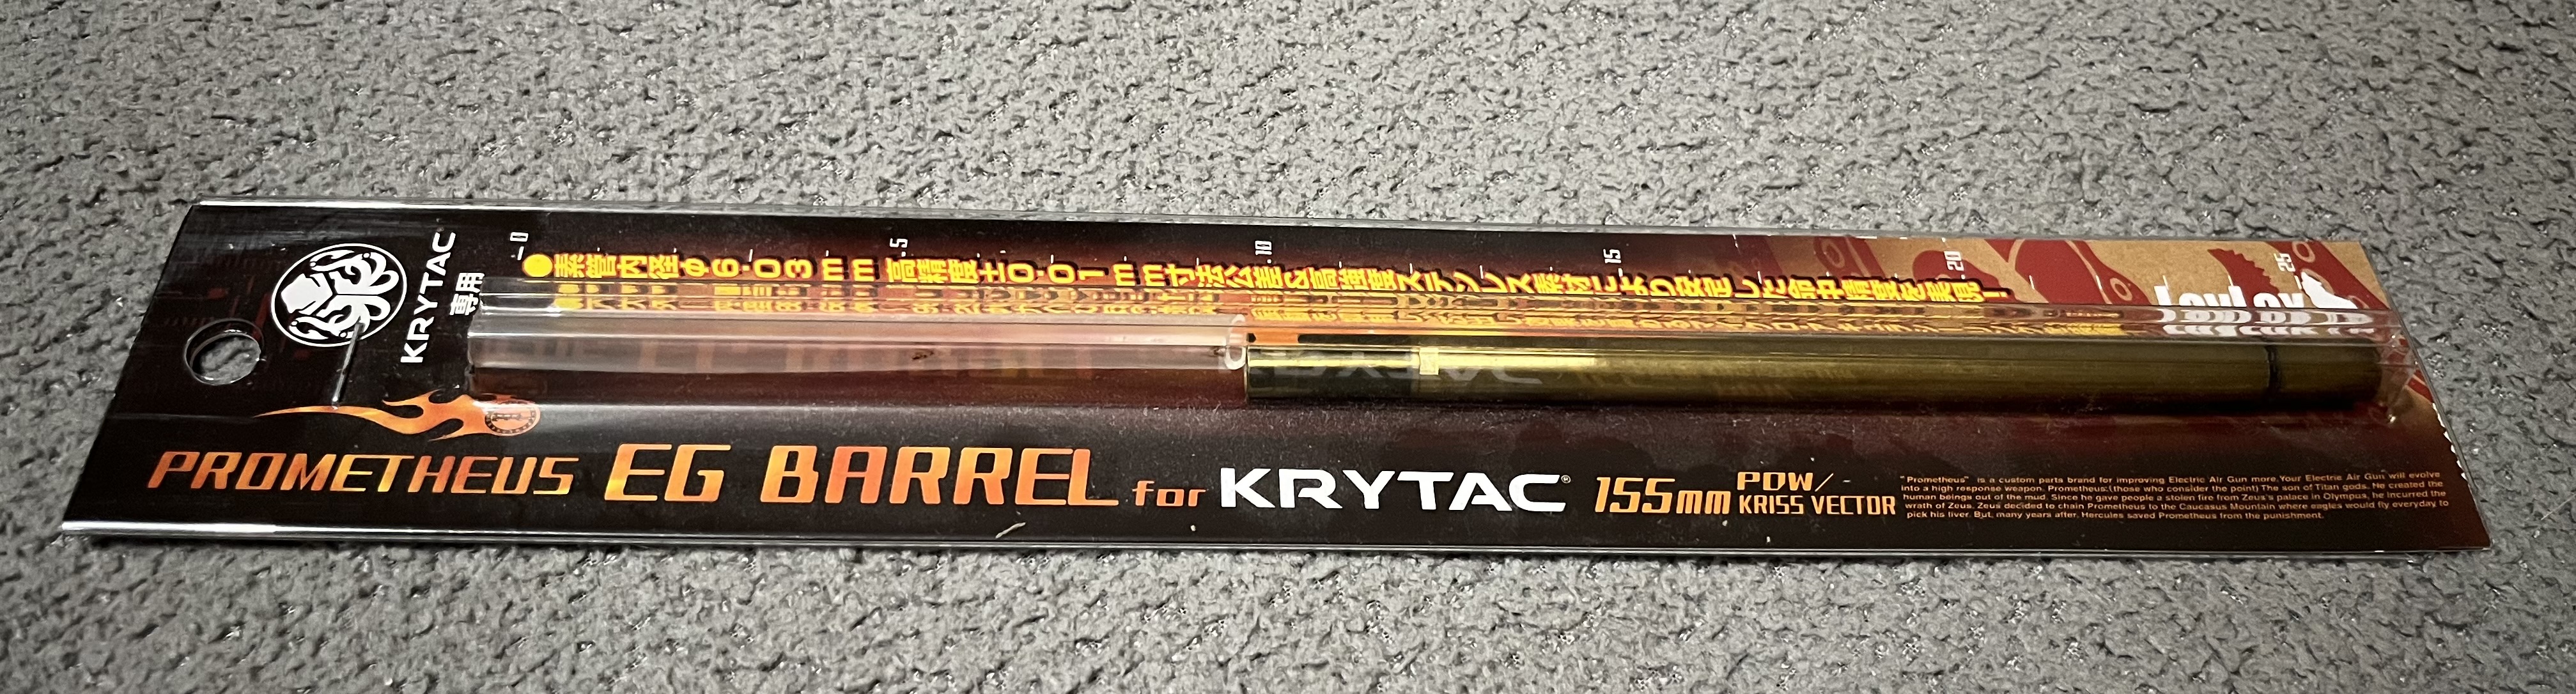 KRYTAC
専用
0 5 10 15 20 25
●素管内径φ6.03mm 高精度±0.01mm寸法公差&高強度ステンレス素材により安定した命中精度を実現!
LayLax
PROMETHEUS EG BARREL for KRYTAC® 155mm PDW/
KRISS VECTOR
"Prometheus" is a custom parts brand for improving Electric Air Gun more.Your Electric Air Gun will evolve
into a high response weapon. Prometheus:(those who consider the point) The son of Titan gods. He created the
human beings out of the mud. Since he gave people a stolen fire from Zeus's palace in Olympus, he incurred the
wrath of Zeus. Zeus decided to chain Prometheus to the Caucasus Mountain where eagles would fly everyday to
pick his liver. But, many years after, Hercules saved Prometheus from the punishment.